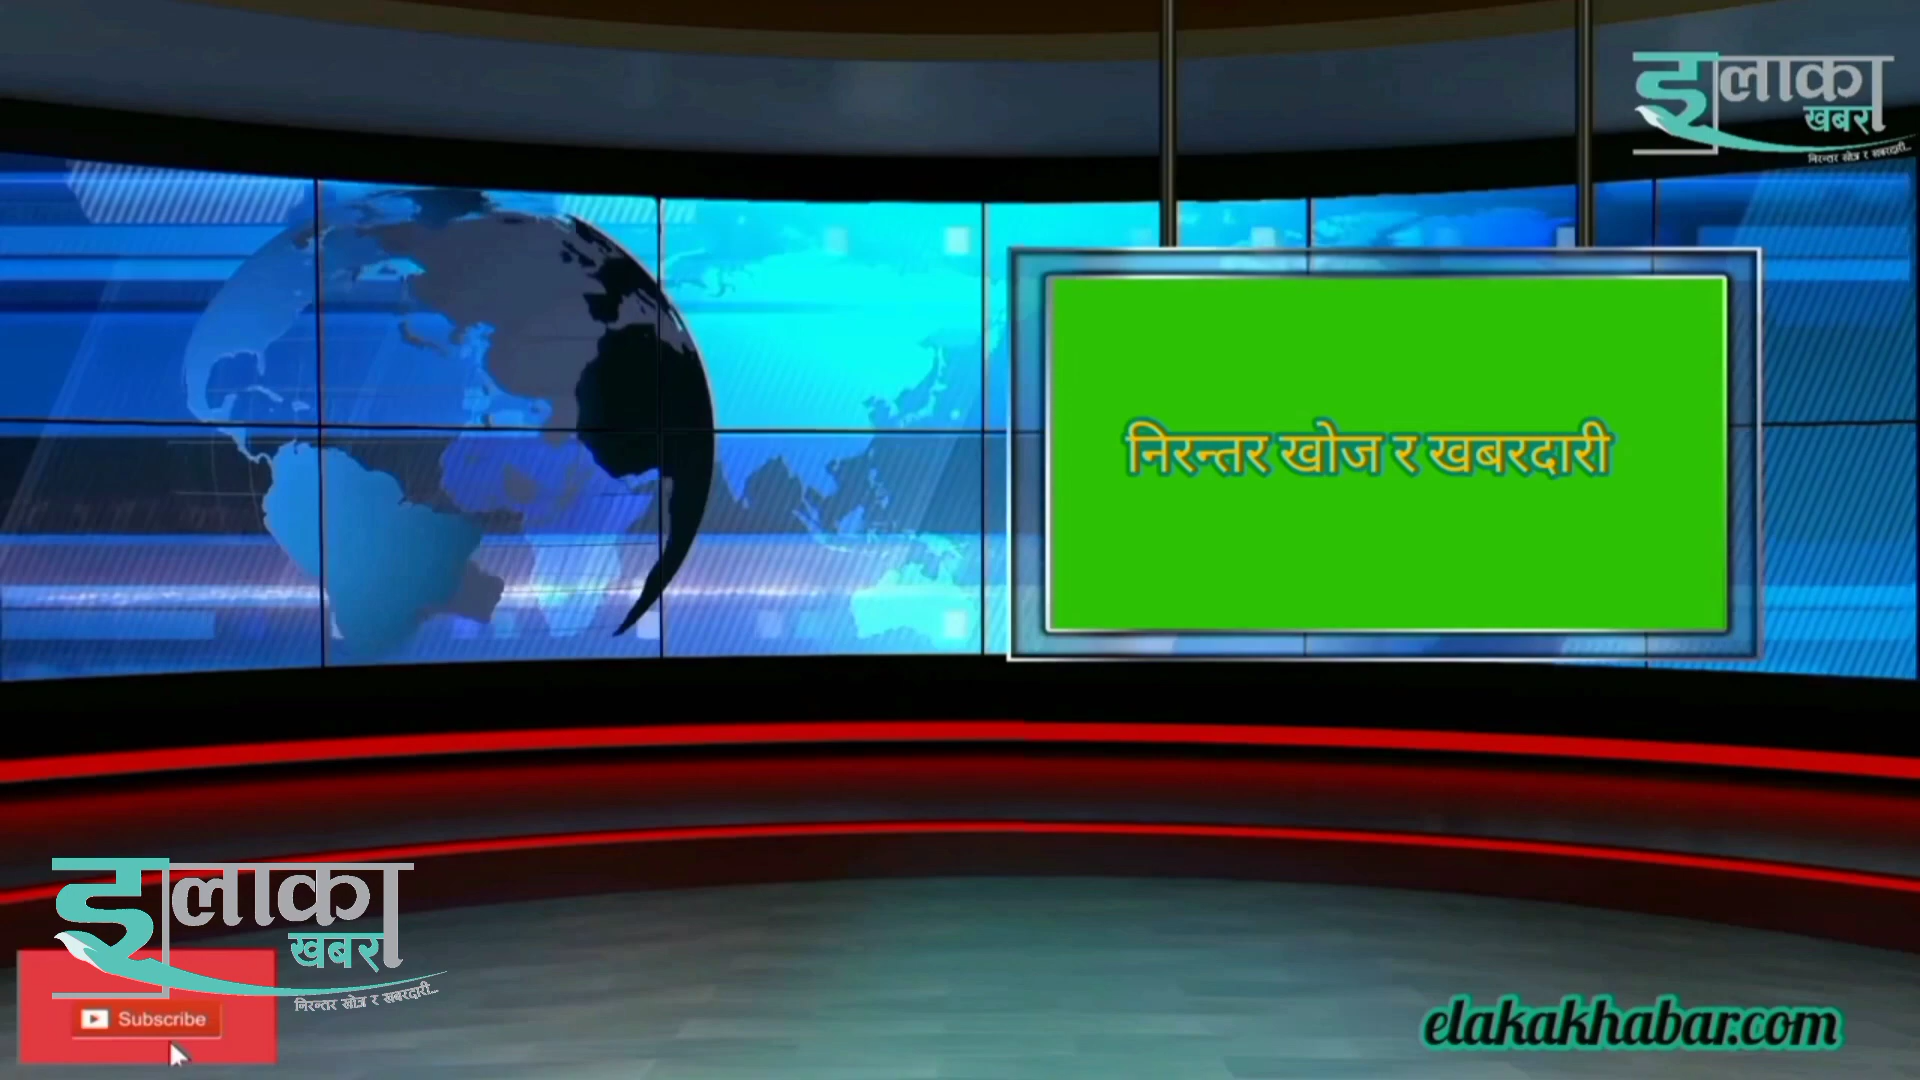 इलाका
खबर
निरन्तर खोज र खबरदारी...
निरन्तर खोज र खबरदारी
इलाका
खबर
निरन्तर खोज र खबरदारी...
Subscribe
elakakhabar.com